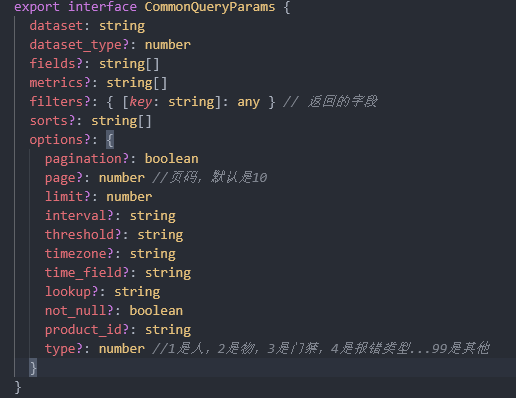 export interface CommonQueryParams {
  dataset: string
  dataset_type?: number
  fields?: string[]
  metrics?: string[]
  filters?: { [key: string]: any } // 返回的字段
  sorts?: string[]
  options?: {
    pagination?: boolean
    page?: number //页码，默认是10
    limit?: number
    interval?: string
    threshold?: string
    timezone?: string
    time_field?: string
    lookup?: string
    not_null?: boolean
    product_id?: string
    type?: number //1是人，2是物，3是门禁，4是报错类型...99是其他
  }
}